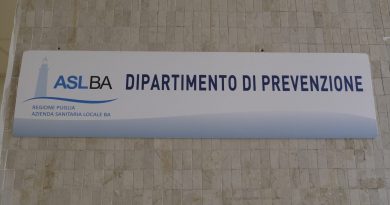 ASLBA DIPARTIMENTO DI PREVENZIONE
REGIONE PUGLIA
AZIENDA SANITARIA LOCALE BA